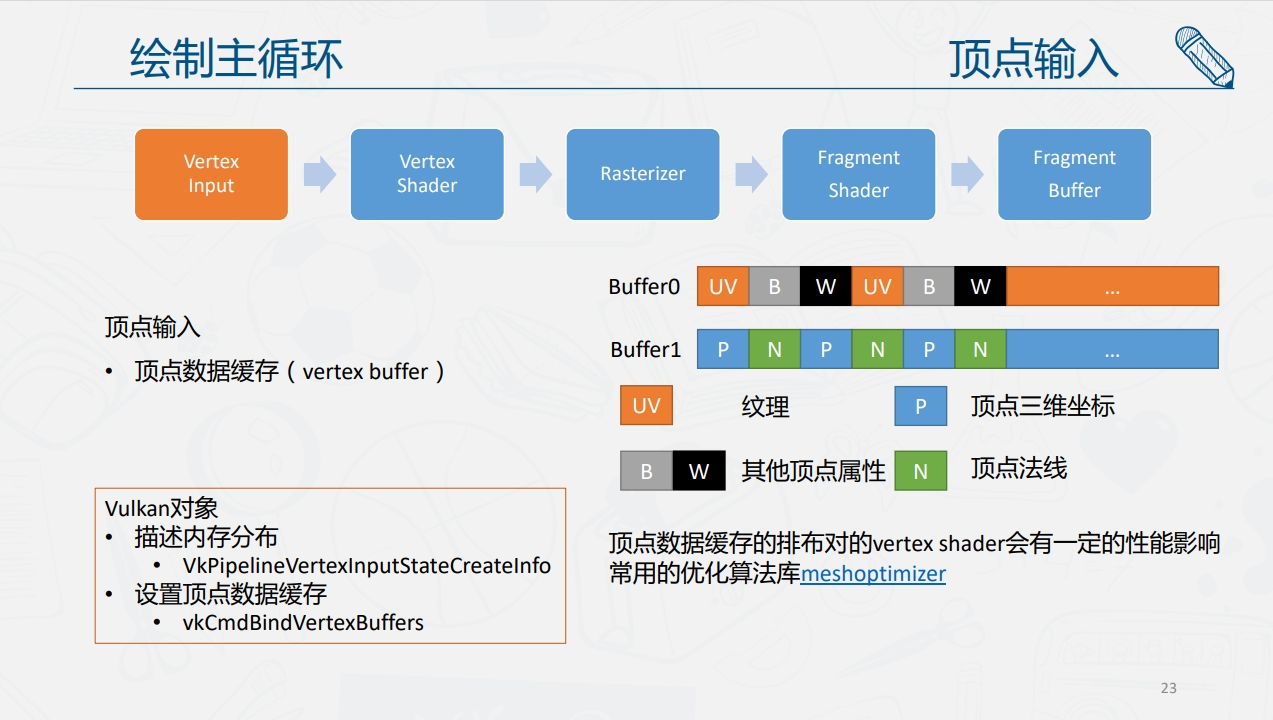 绘制主循环
顶点输入
Vertex
Input
Vertex
Shader
Rasterizer
Fragment
Shader
Fragment
Buffer
顶点输入
• 顶点数据缓存（vertex buffer）
Vulkan对象
• 描述内存分布
• VkPipelineVertexInputStateCreateInfo
• 设置顶点数据缓存
• vkCmdBindVertexBuffers
Buffer0 UV B W UV B W ...
Buffer1 P N P N P N ...
UV 纹理 P 顶点三维坐标
B W 其他顶点属性 N 顶点法线
顶点数据缓存的排布对的vertex shader会有一定的性能影响
常用的优化算法库meshoptimizer
23